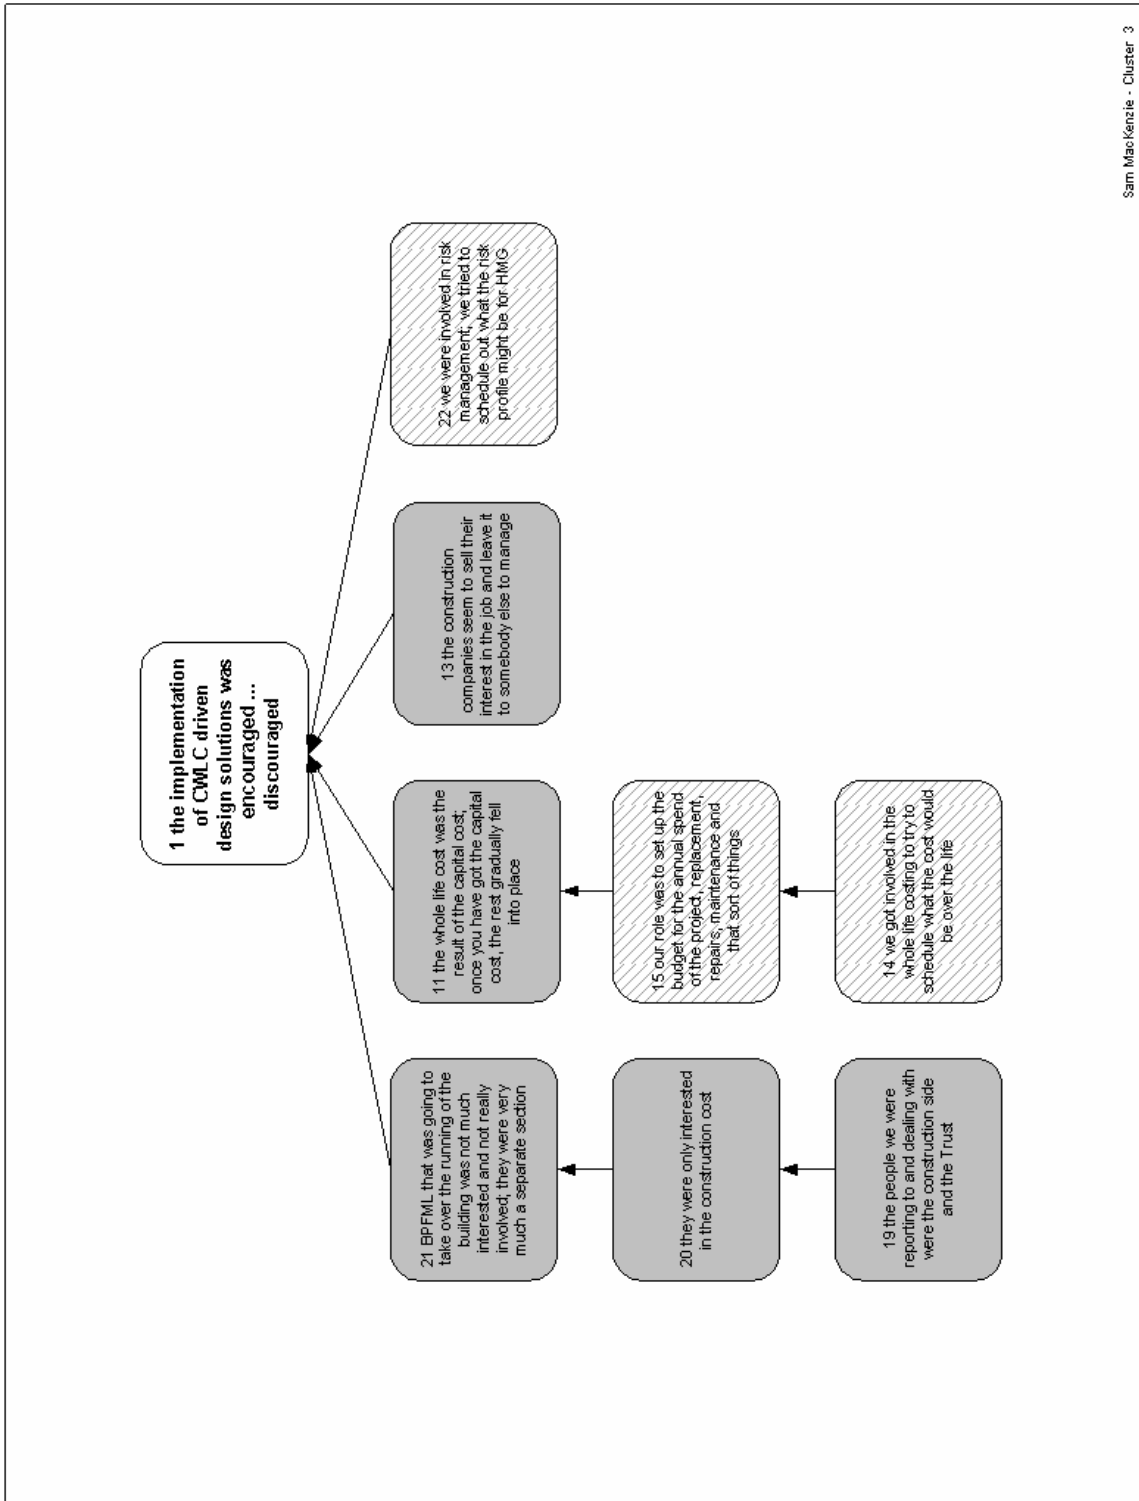 1 the implementation
of CWLC driven
design solutions was
encouraged ...
discouraged
21 BPFML that was going to
take over the running of the
building was not much
interested and not really
involved; they were very
much a separate section
11 the whole life cost was the
result of the capital cost;
once you have got the capital
cost, the rest gradually fell
into place
13 the construction
companies seem to sell their
interest in the job and leave it
to somebody else to manage
22 we were involved in risk
management; we tried to
schedule out what the risk
profile might be for HMG
20 they were only interested
in the construction cost
15 our role was to set up the
budget for the annual spend
of the project, replacement,
repairs, maintenance and
that sort of things
19 the people we were
reporting to and dealing with
were the construction side
and the Trust
14 we got involved in the
whole life costing to try to
schedule what the cost would
be over the life
Sam MacKenzie - Cluster 3